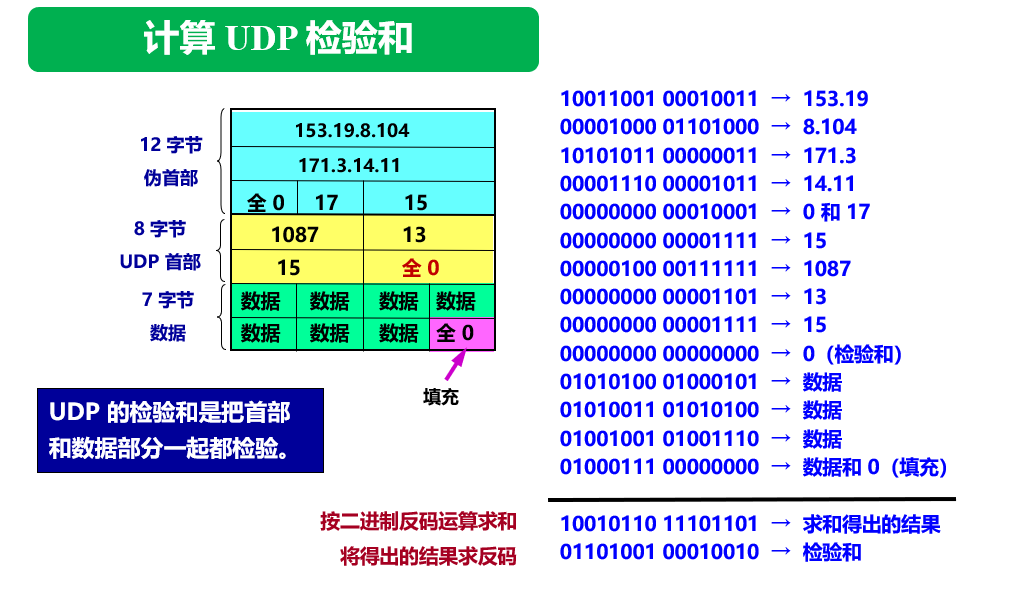 计算 UDP 检验和
12 字节
伪首部
153.19.8.104
171.3.14.11
全 0 17 15
8 字节
UDP 首部
1087 13
15 全 0
7 字节
数据
数据 数据 数据 数据
数据 数据 数据 全 0
填充
UDP 的检验和是把首部
和数据部分一起都检验。
10011001 00010011 → 153.19
00001000 01101000 → 8.104
10101011 00000011 → 171.3
00001110 00001011 → 14.11
00000000 00010001 → 0 和 17
00000000 00001111 → 15
00000100 00111111 → 1087
00000000 00001101 → 13
00000000 00001111 → 15
00000000 00000000 → 0（检验和）
01010100 01000101 → 数据
01010011 01010100 → 数据
01001001 01001110 → 数据
01000111 00000000 → 数据和 0（填充）
按二进制反码运算求和
10010110 11101101 → 求和得出的结果
将得出的结果求反码
01101001 00010010 → 检验和